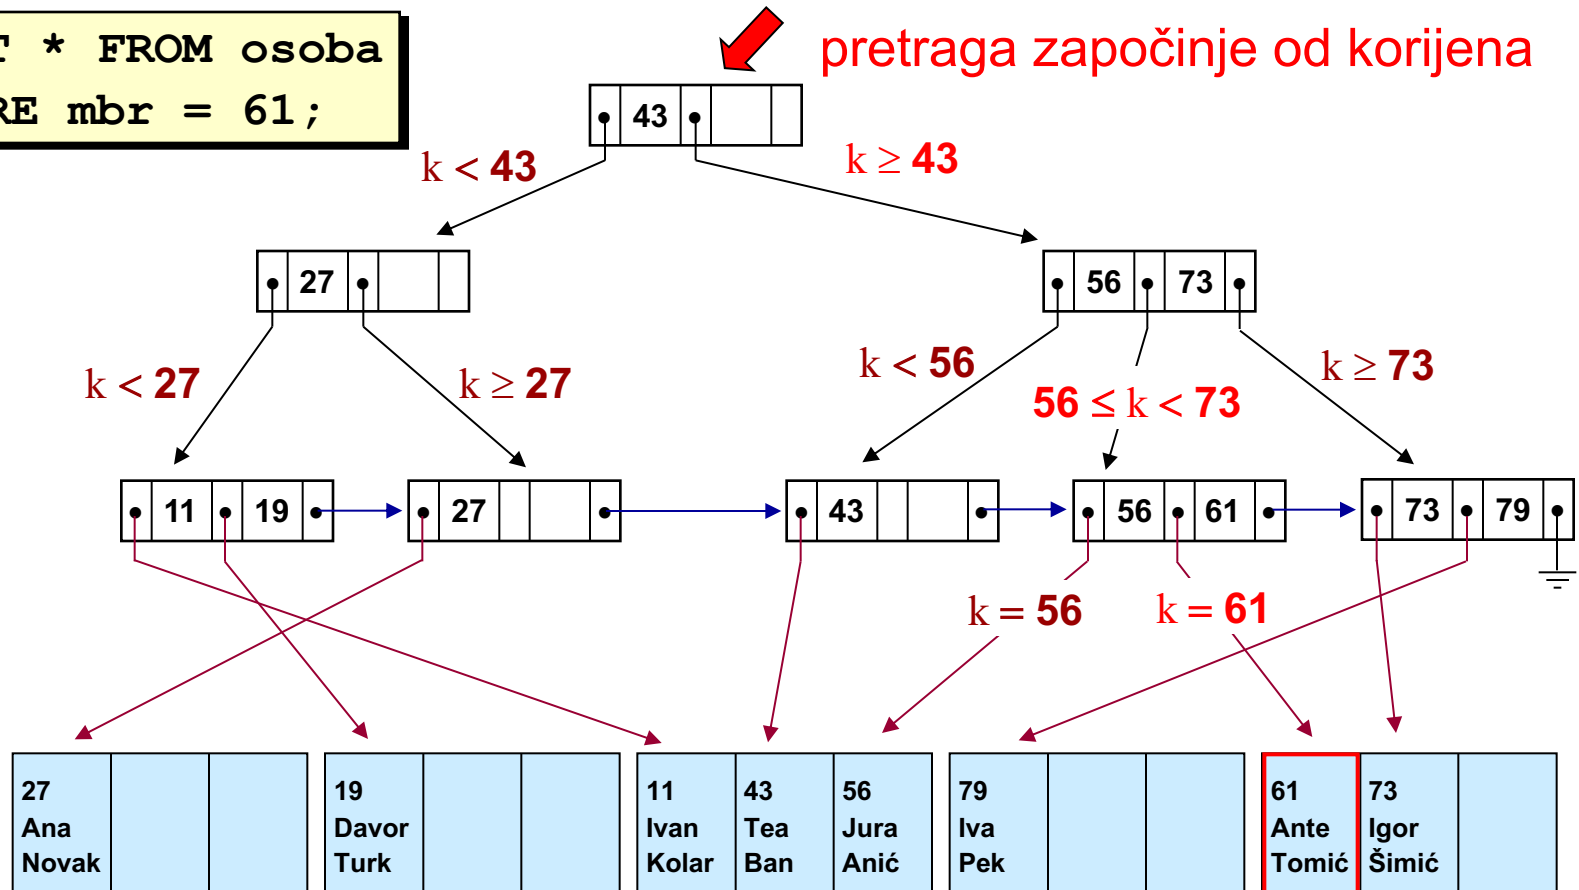 T * FROM osoba
RE mbr = 61;
pretraga započinje od korijena
43
k < 43
k ≥ 43
27
56 73
k < 27
k ≥ 27
k < 56
56 ≤ k < 73
k ≥ 73
11 19
27
43
56 61
73 79
k = 56
k = 61
27
Ana
Novak
19
Davor
Turk
11
Ivan
Kolar
43
Tea
Ban
56
Jura
Anić
79
Iva
Pek
61
Ante
Tomić
73
Igor
Šimić